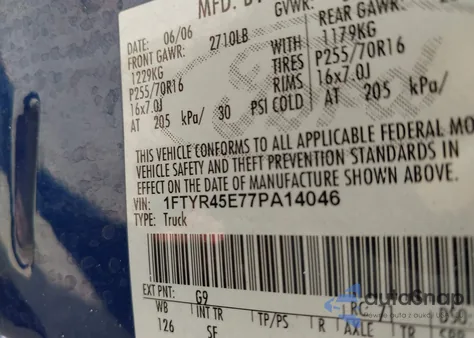 MFD. BY
GVWR:
DATE: 06/06
FRONT GAWR: 2710LB REAR GAWR:
1229KG WITH 1179KG
P255/70R16 TIRES P255/70R16
16x7.0J RIMS 16x7.0J
AT 205 kPa/ 30 PSI COLD AT 205 kPa/
THIS VEHICLE CONFORMS TO ALL APPLICABLE FEDERAL MO
VEHICLE SAFETY AND THEFT PREVENTION STANDARDS IN
EFFECT ON THE DATE OF MANUFACTURE SHOWN ABOVE.
VIN: 1FTYR45E77PA14046
TYPE: Truck
EXT PNT: G9 RC
WB TP/PS R AXLE TR
126 SF
autoSnap